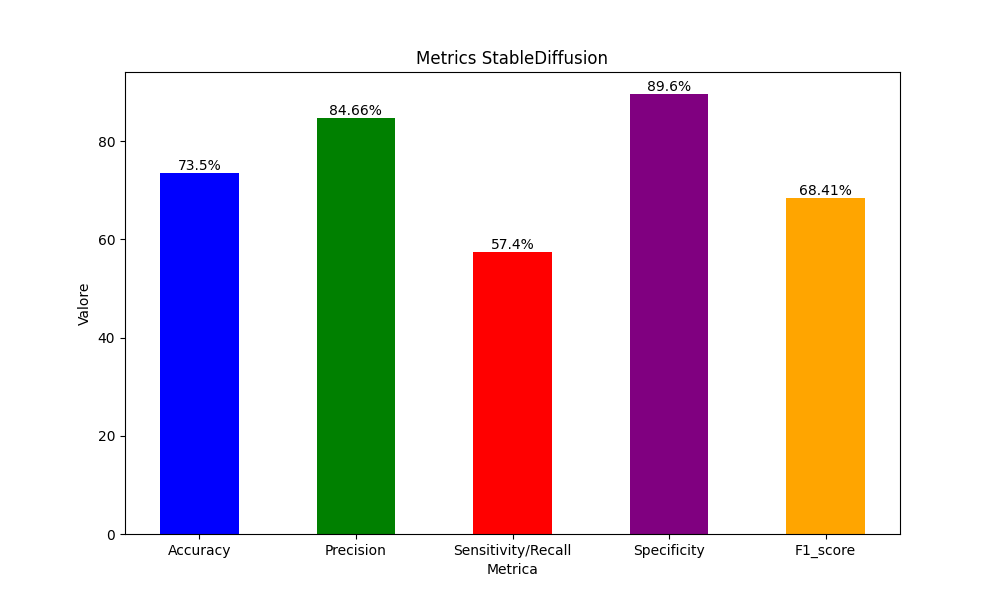 Metrics StableDiffusion
89.6%
84.66%
73.5%
68.41%
57.4%
Valore
80
60
40
20
0
Accuracy Precision Sensitivity/Recall Specificity F1_score
Metrica